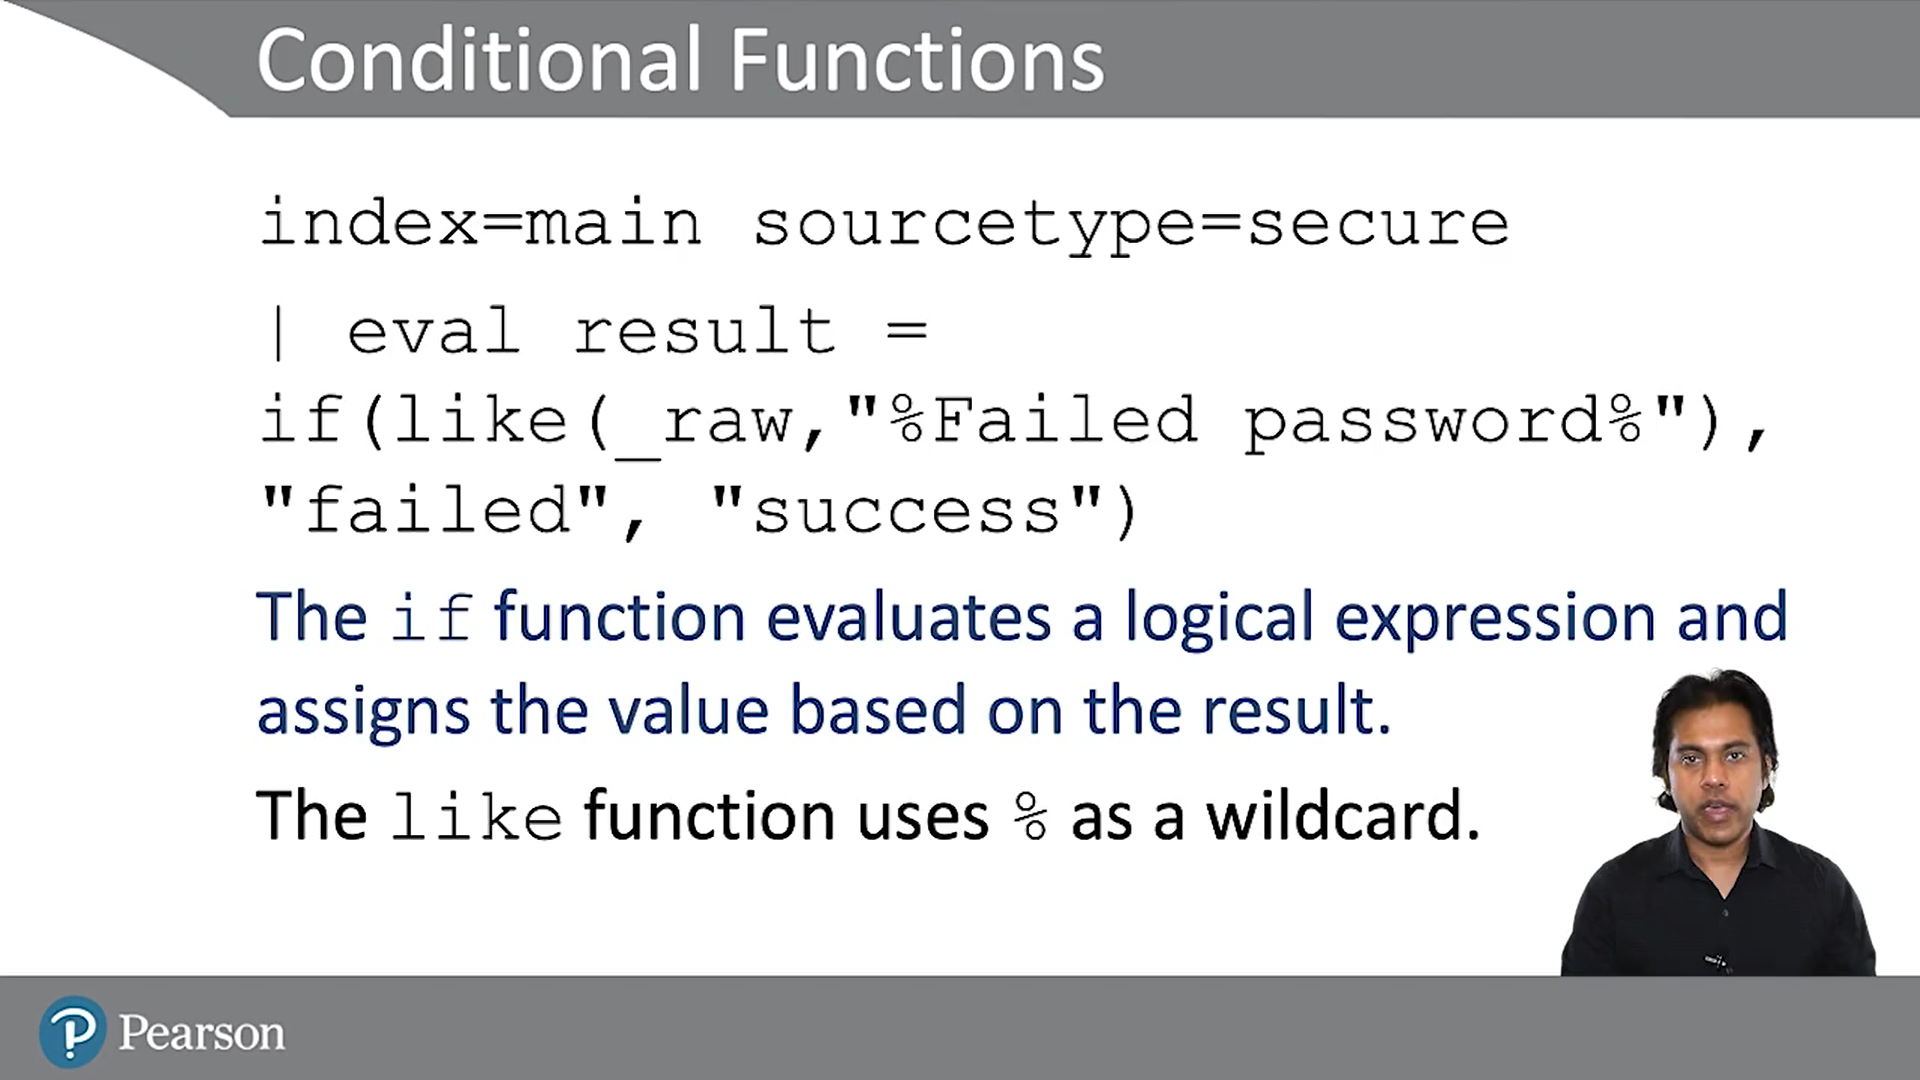 Conditional Functions
index=main sourcetype=secure
| eval result =
if(like(_raw,"%Failed password%"),
"failed", "success")
The if function evaluates a logical expression and
assigns the value based on the result.
The like function uses % as a wildcard.
Pearson